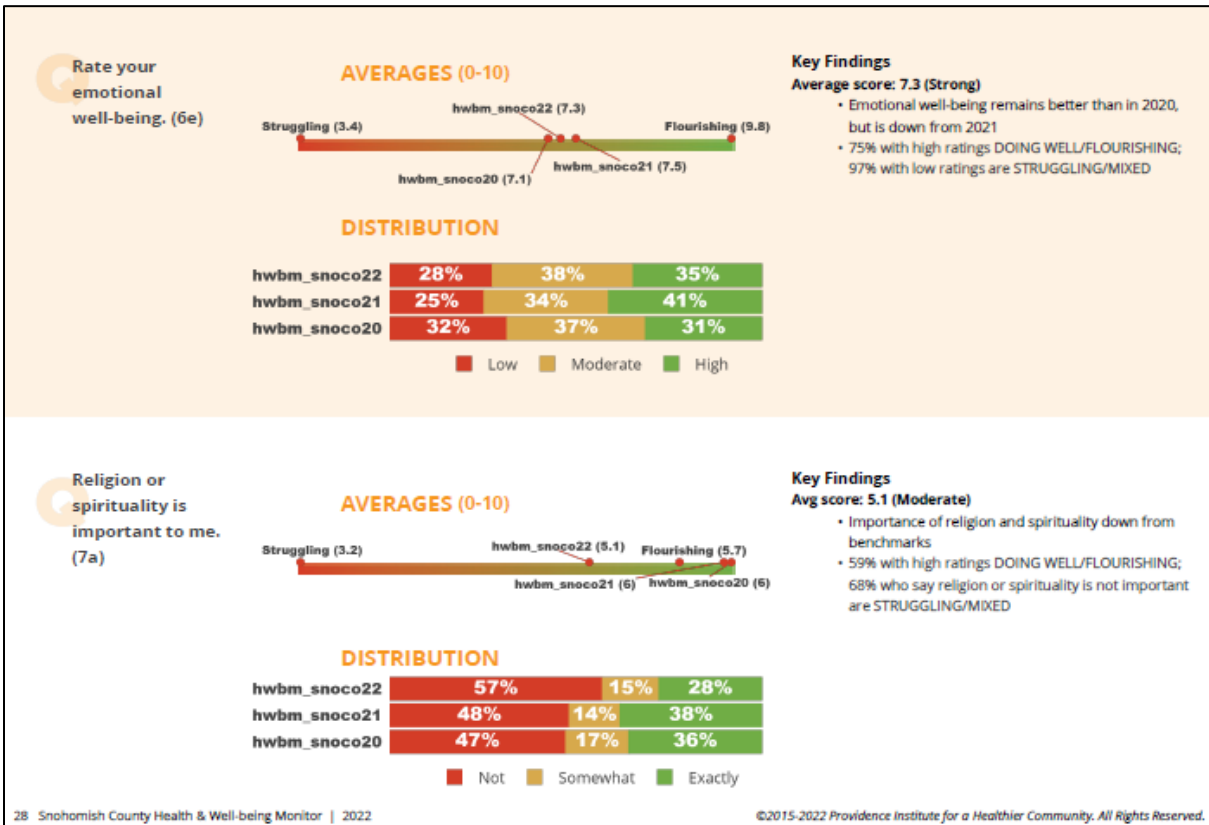 Q
Rate your
emotional
well-being. (6e)
AVERAGES (0-10)
hwbm_snoco22 (7.3)
Struggling (3.4)
Flourishing (9.8)
hwbm_snoco21 (7.5)
hwbm_snoco20 (7.1)
DISTRIBUTION
hwbm_snoco22 28% 38% 35%
hwbm_snoco21 25% 34% 41%
hwbm_snoco20 32% 37% 31%
Low Moderate High
Key Findings
Average score: 7.3 (Strong)
• Emotional well-being remains better than in 2020,
but is down from 2021
• 75% with high ratings DOING WELL/FLOURISHING;
97% with low ratings are STRUGGLING/MIXED
Q
Religion or
spirituality is
important to me.
(7a)
AVERAGES (0-10)
Struggling (3.2)
hwbm_snoco22 (5.1)
Flourishing (5.7)
hwbm_snoco21 (6)
hwbm_snoco20 (6)
DISTRIBUTION
hwbm_snoco22 57% 15% 28%
hwbm_snoco21 48% 14% 38%
hwbm_snoco20 47% 17% 36%
Not Somewhat Exactly
Key Findings
Avg score: 5.1 (Moderate)
• Importance of religion and spirituality down from
benchmarks
• 59% with high ratings DOING WELL/FLOURISHING;
68% who say religion or spirituality is not important
are STRUGGLING/MIXED
28 Snohomish County Health & Well-being Monitor | 2022
©2015-2022 Providence Institute for a Healthier Community. All Rights Reserved.